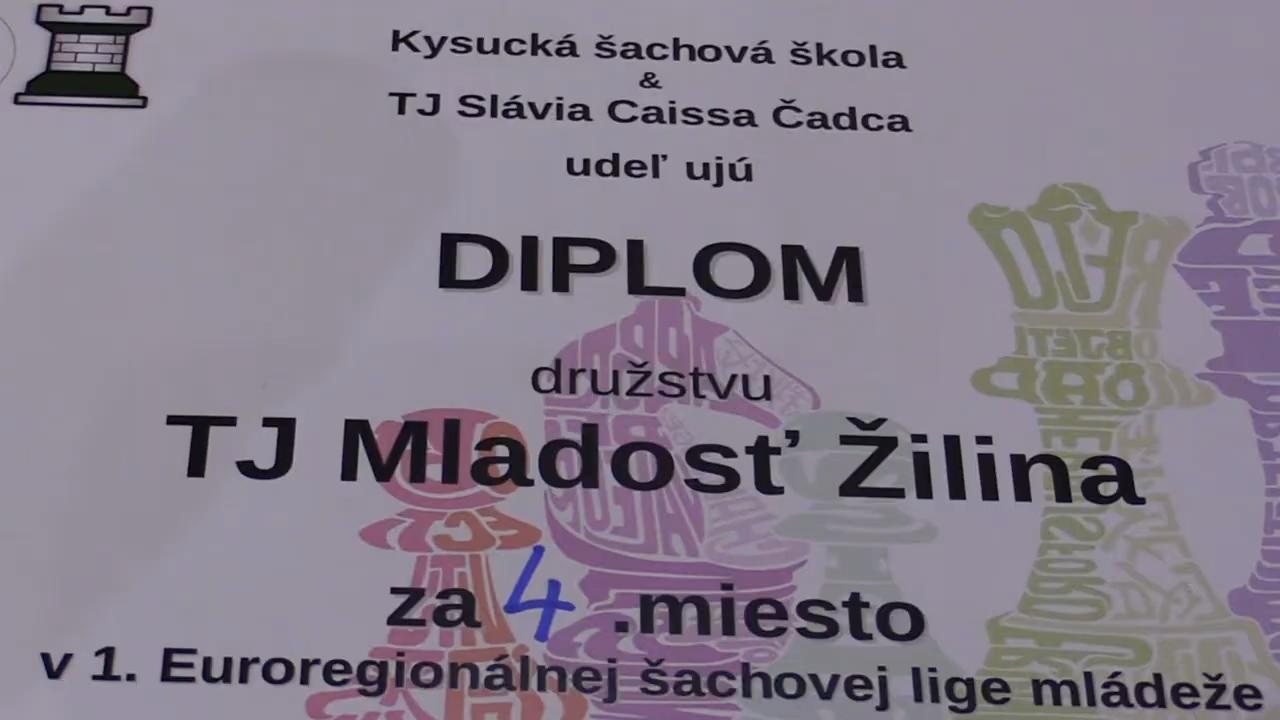 Kysucká šachová škola
&
TJ Slávia Caissa Čadca
udeľ ujú
DIPLOM
družstvu
TJ Mladosť Žilina
za 4 .miesto
v 1. Euroregionálnej šachovej lige mládeže